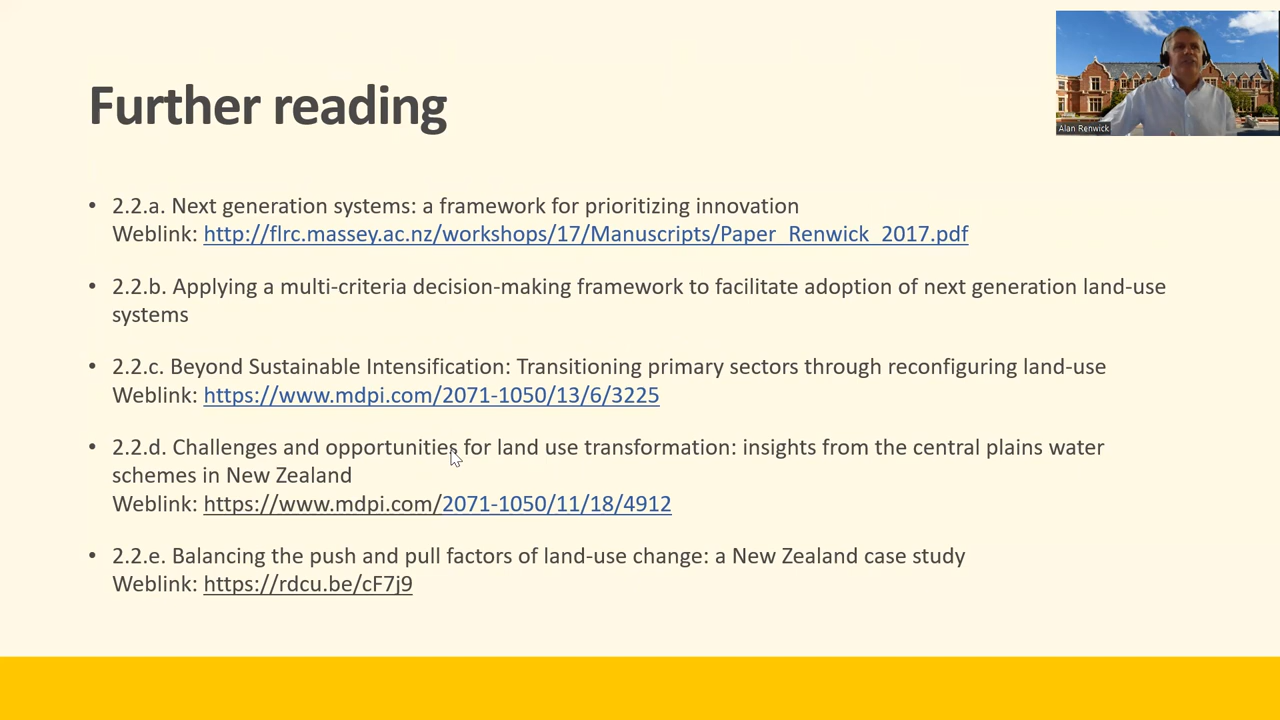 Further reading
Alan Renwick
• 2.2.a. Next generation systems: a framework for prioritizing innovation
Weblink: http://flrc.massey.ac.nz/workshops/17/Manuscripts/Paper_Renwick_2017.pdf
• 2.2.b. Applying a multi-criteria decision-making framework to facilitate adoption of next generation land-use
systems
• 2.2.c. Beyond Sustainable Intensification: Transitioning primary sectors through reconfiguring land-use
Weblink: https://www.mdpi.com/2071-1050/13/6/3225
• 2.2.d. Challenges and opportunities for land use transformation: insights from the central plains water
schemes in New Zealand
Weblink: https://www.mdpi.com/2071-1050/11/18/4912
• 2.2.e. Balancing the push and pull factors of land-use change: a New Zealand case study
Weblink: https://rdcu.be/cF7j9